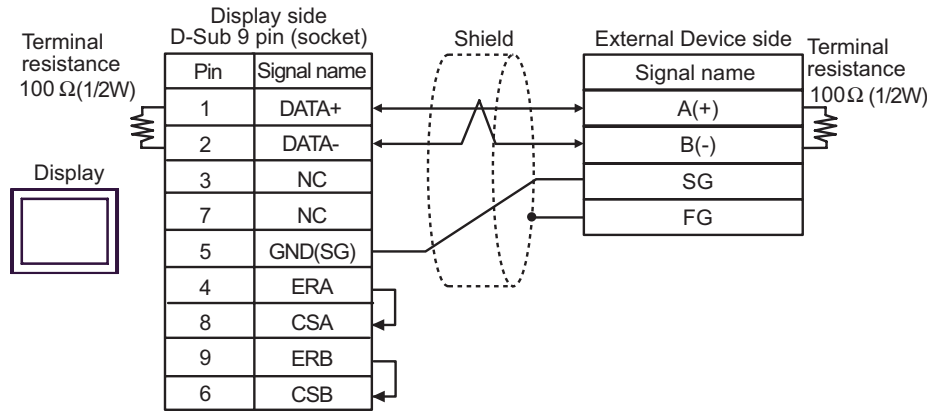 Display side
D-Sub 9 pin (socket)
Shield
External Device side
Terminal
resistance
100 Ω(1/2W)
Terminal
resistance
100Ω (1/2W)
Pin Signal name
1 DATA+
2 DATA-
3 NC
7 NC
5 GND(SG)
4 ERA
8 CSA
9 ERB
6 CSB
Signal name
A(+)
B(-)
SG
FG
Display